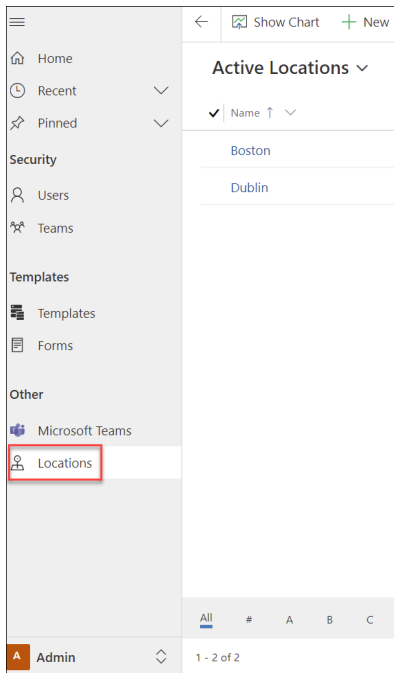 Show Chart
New
Home
Recent
Pinned
Security
Users
Teams
Templates
Templates
Forms
Other
Microsoft Teams
Locations
A Admin
Active Locations
Name ↑
Boston
Dublin
All # A B C
1 - 2 of 2